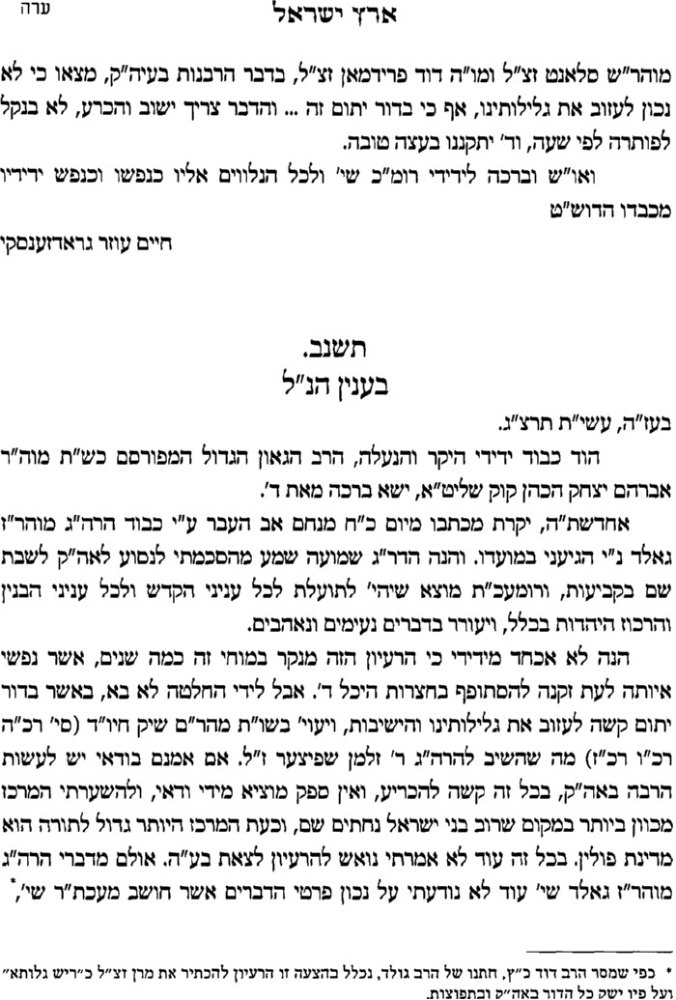 ארץ ישראל
ערה
מוהר"ש סלאנט זצ"ל ומו"ה דוד פרידמאן זצ"ל, בדבר הרבנות בעיה"ק, מצאו כי לא
נכון לעזוב את גלילותינו, אף כי בדור יתום זה ... והדבר צריך ישוב והכרע, לא בנקל
לפותרה לפי שעה, וד' יתקננו בעצה טובה.
ואו"ש וברכה לידידי רומ"כ שי' ולכל הנלווים אליו כנפשו וכנפש ידידיו
מכבדו הדוש"ט
חיים עוזר גראדזענסקי
תשנב.
בענין הנ"ל
בעז"ה, עשי"ת תרצ"ג.
הוד כבוד ידידי היקר והנעלה, הרב הגאון הגדול המפורסם כש"ת מוה"ר
אברהם יצחק הכהן קוק שליט"א, ישא ברכה מאת ד'.
אחדשת"ה, יקרת מכתבו מיום כ"ח מנחם אב העבר ע"י כבוד הרה"ג מוהר"ז
גאלד נ"י הגיעני במועדו. והנה הדר"ג שמועה שמע מהסכמתי לנסוע לאה"ק לשבת
שם בקביעות, ורומעכ"ת מוצא שיהי' לתועלת לכל עניני הקדש ולכל עניני הבנין
והרכוז היהדות בכלל, ויעורר בדברים נעימים ונאהבים.
הנה לא אכחד מידידי כי הרעיון הזה מנקר במוחי זה כמה שנים, אשר נפשי
איותה לעת זקנה להסתופף בחצרות היכל ד'. אבל לידי החלטה לא בא, באשר בדור
יתום קשה לעזוב את גלילותינו והישיבות, ויעוי' בשו"ת מהר"ם שיק חיו"ד (סי' רכ"ה
רכ"ו רכ"ז) מה שהשיב להרה"ג ר' זלמן שפיצער ז"ל. אם אמנם בודאי יש לעשות
הרבה באה"ק, בכל זה קשה להכריע, ואין ספק מוציא מידי ודאי, ולהשערתי המרכז
מכוון ביותר במקום שרוב בני ישראל נחתים שם, וכעת המרכז היותר גדול לתורה הוא
מדינת פולין. בכל זה עוד לא אמרתי נואש להרעיון לצאת בע"ה. אולם מדברי הרה"ג
מוהר"ז גאלד שי' עוד לא נודעתי על נכון פרטי הדברים אשר חושב מעכת"ר שי',*
* כפי שמסר הרב דוד כ"ץ, חתנו של הרב גולד, נכלל בהצעה זו הרעיון להכתיר את מרן זצ"ל כ"ריש גלותא"
ועל פיו ישק כל הדור באה"ק ובתפוצות.